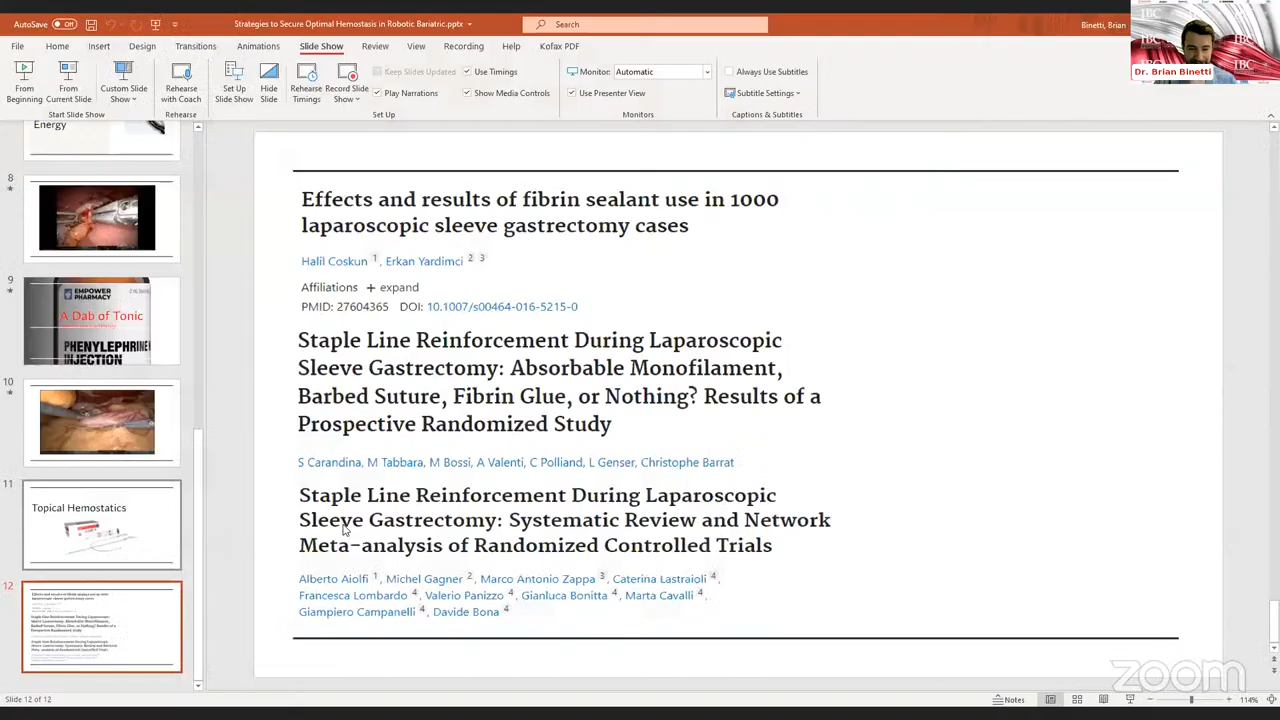 AutoSave Off Strategies to Secure Optimal Hemostasis in Robotic Bariatric.pptx Search Binetti, Brian
IBC
Dr. Brian Binetti
File Home Insert Design Transitions Animations Slide Show Review View Recording Help Kofax PDF
From Beginning
From Current Slide
Custom Slide Show
Rehearse with Coach
Set Up Slide Show
Hide Slide
Rehearse Timings
Record Slide Show
Keep Slides Updated Use Timings
Play Narrations Show Media Controls
Monitor: Automatic
Use Presenter View
Always Use Subtitles
Subtitle Settings
Start Slide Show Rehearse Set Up Monitors Captions & Subtitles
Energy
8
9
EMPOWER PHARMACY
A Dab of Tonic
PHENYLEPHRINE
INJECTION
10
11
Topical Hemostatics
12
Effects and results of fibrin sealant use in 1000
laparoscopic sleeve gastrectomy cases
Halil Coskun 1, Erkan Yardimci 2 3
Affiliations + expand
PMID: 27604365 DOI: 10.1007/s00464-016-5215-0
Staple Line Reinforcement During Laparoscopic
Sleeve Gastrectomy: Absorbable Monofilament,
Barbed Suture, Fibrin Glue, or Nothing? Results of a
Prospective Randomized Study
S Carandina, M Tabbara, M Bossi, A Valenti, C Polliand, L Genser, Christophe Barrat
Staple Line Reinforcement During Laparoscopic
Sleeve Gastrectomy: Systematic Review and Network
Meta-analysis of Randomized Controlled Trials
Alberto Aiolfi 1, Michel Gagner 2, Marco Antonio Zappa 3, Caterina Lastraioli 4,
Francesca Lombardo 4, Valerio Panizzo 4, Gianluca Bonitta 4, Marta Cavalli 4,
Giampiero Campanelli 4, Davide Bona 4
zoom
Slide 12 of 12 Notes 114%